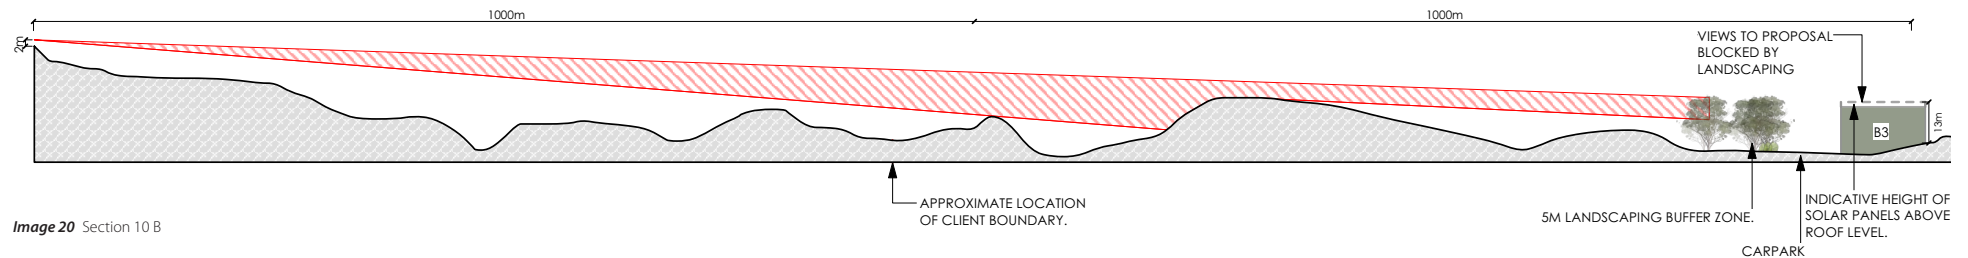 1000m
1000m
2m
VIEWS TO PROPOSAL
BLOCKED BY
LANDSCAPING
13m
B3
APPROXIMATE LOCATION
OF CLIENT BOUNDARY.
5M LANDSCAPING BUFFER ZONE.
INDICATIVE HEIGHT OF
SOLAR PANELS ABOVE
ROOF LEVEL.
CARPARK
Image 20 Section 10 B